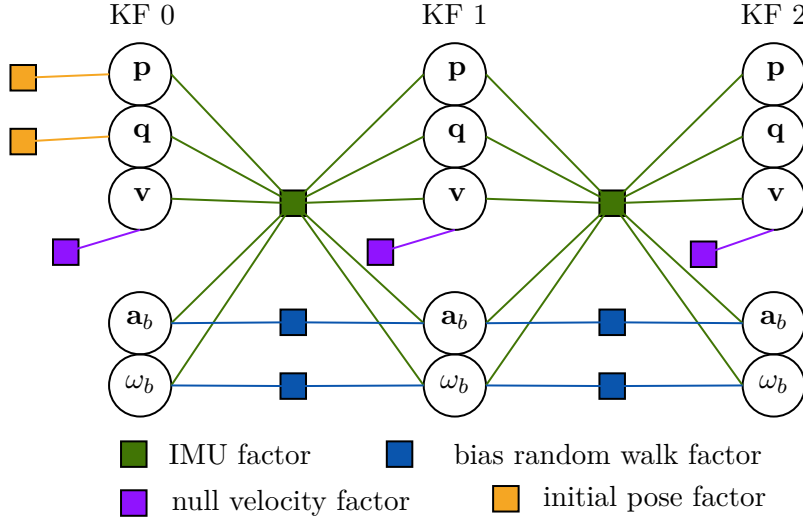 KF 0 KF 1 KF 2
p p p
q q q
v v v
a_b a_b a_b
ω_b ω_b ω_b
IMU factor bias random walk factor
null velocity factor initial pose factor